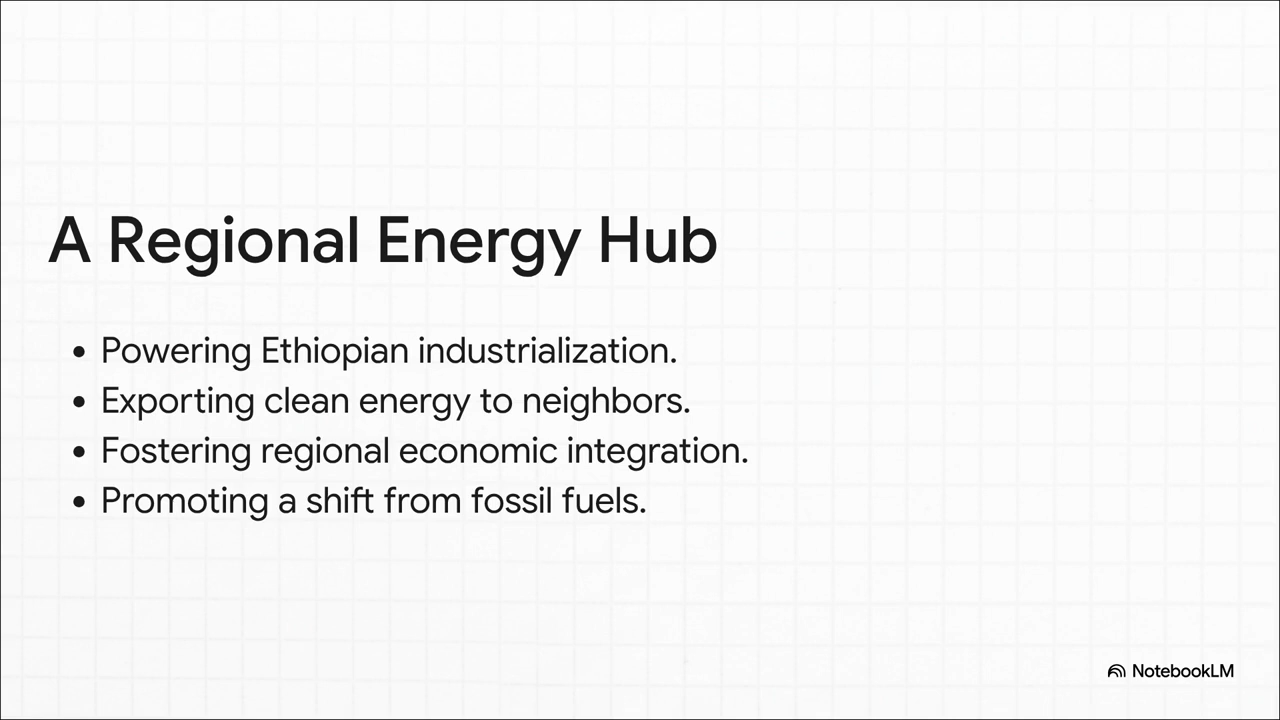 A Regional Energy Hub
• Powering Ethiopian industrialization.
• Exporting clean energy to neighbors.
• Fostering regional economic integration.
• Promoting a shift from fossil fuels.
NotebookLM